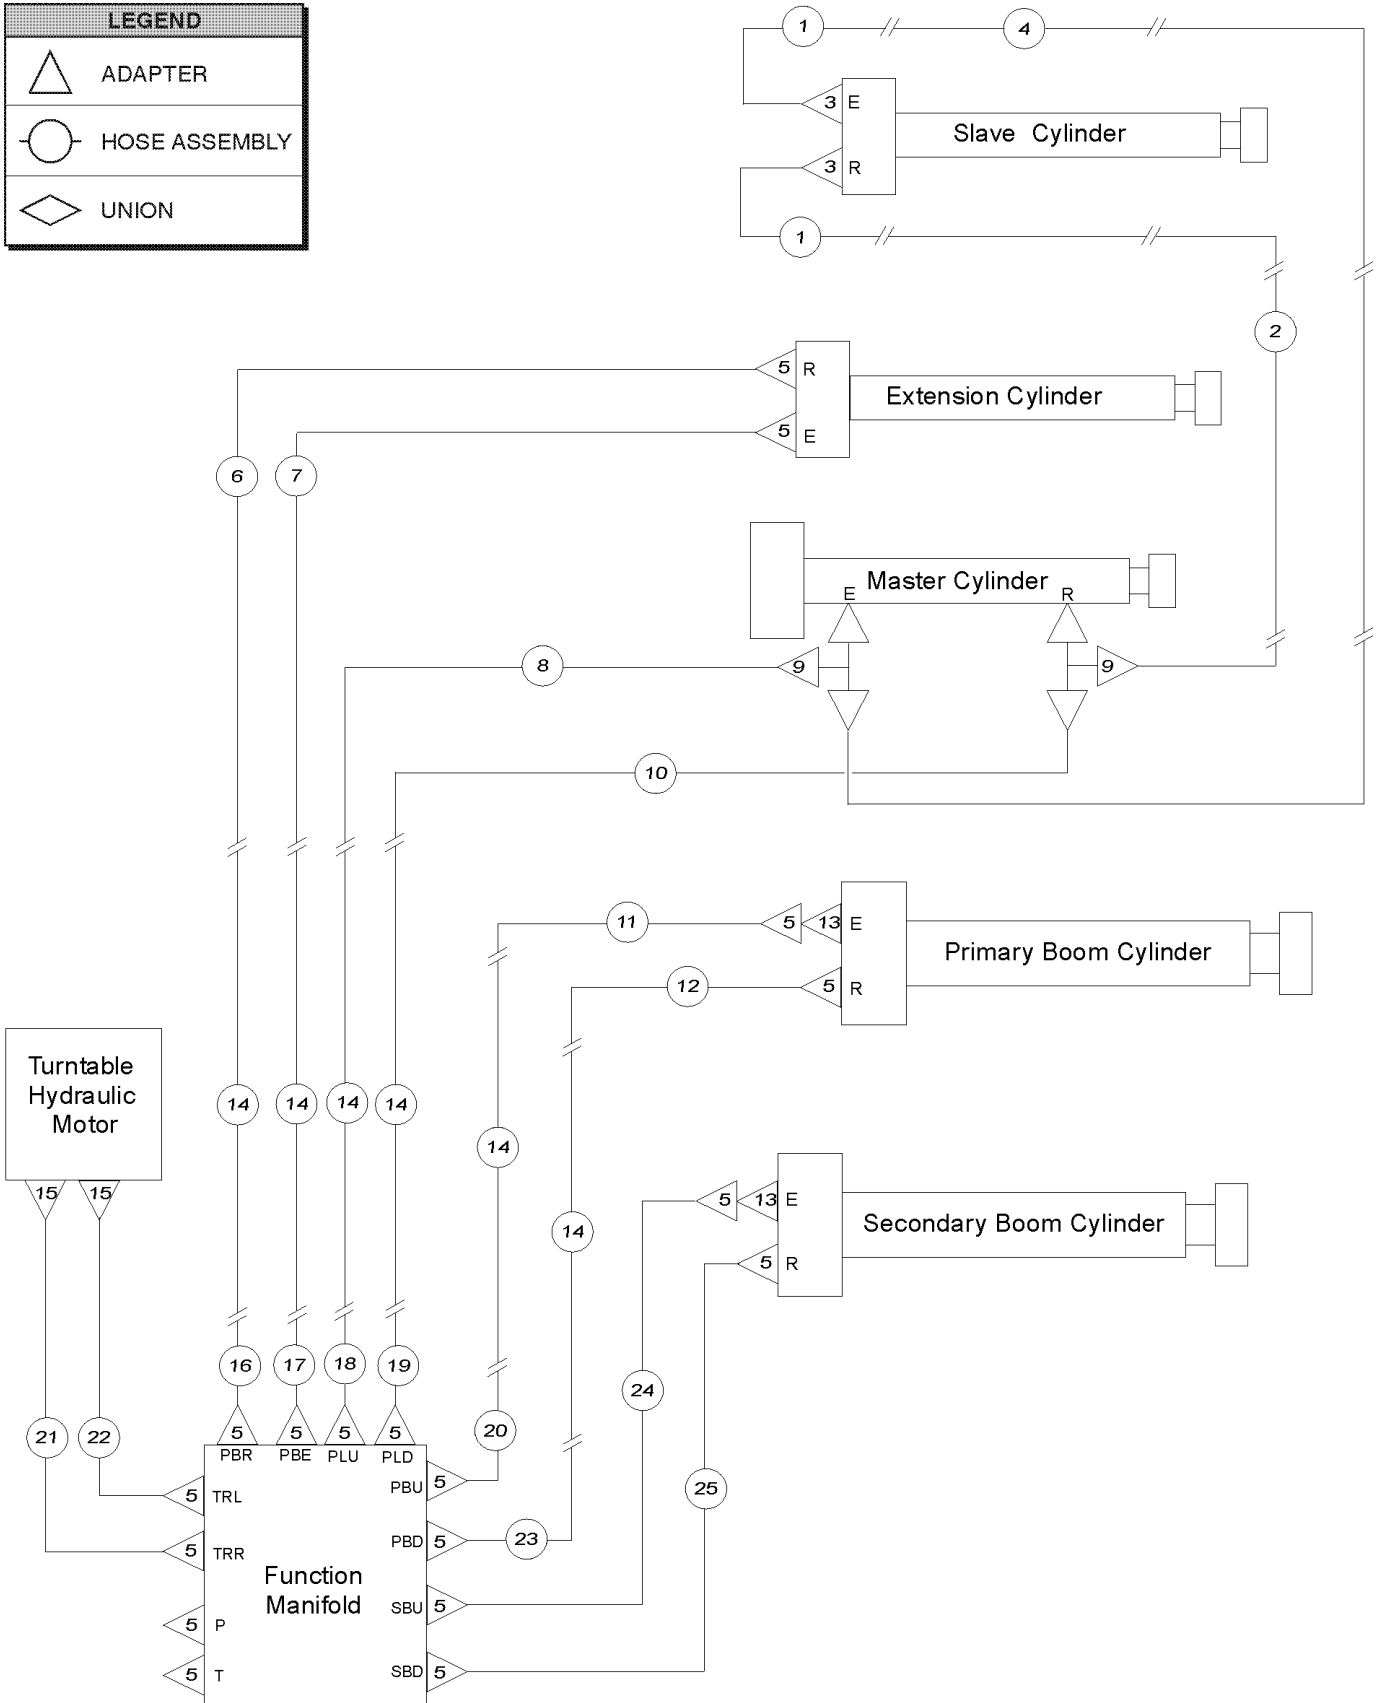 LEGEND
ADAPTER
HOSE ASSEMBLY
UNION
1
4
3 E
Slave Cylinder
3 R
1
2
5 R
Extension Cylinder
5 E
6 7
Master Cylinder
E R
8 9 9
10
11 5 13 E
Primary Boom Cylinder
12 5 R
Turntable
Hydraulic
Motor
14 14 14 14
14
15 15
5 13 E
Secondary Boom Cylinder
14
5 R
16 17 18 19
24
20
21 22
5 5 5 5
PBR PBE PLU PLD
PBU 5
25
5 TRL
PBD 5 23
5 TRR
Function
Manifold
SBU 5
5 P
SBD 5
5 T